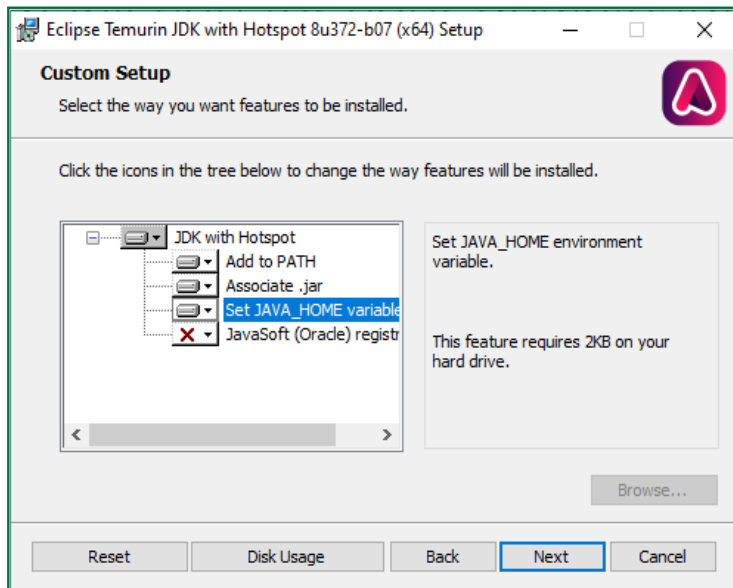 Eclipse Temurin JDK with Hotspot 8u372-b07 (x64) Setup
Custom Setup
Select the way you want features to be installed.
Click the icons in the tree below to change the way features will be installed.
JDK with Hotspot
Add to PATH
Associate .jar
Set JAVA_HOME variable
JavaSoft (Oracle) registr
Set JAVA_HOME environment
variable.
This feature requires 2KB on your
hard drive.
Browse...
Reset Disk Usage Back Next Cancel